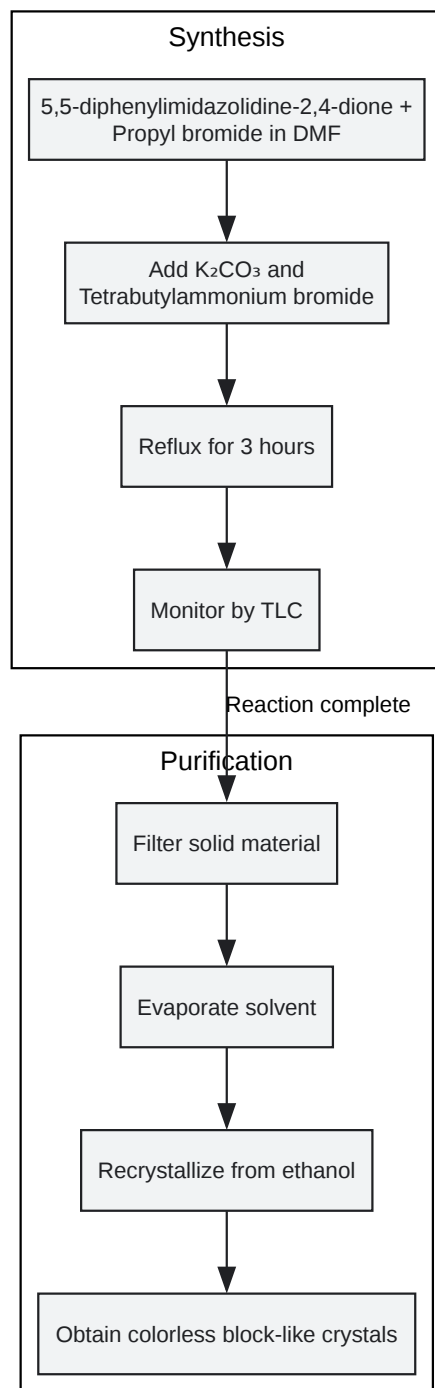 Synthesis
5,5-diphenylimidazolidine-2,4-dione +
Propyl bromide in DMF
Add K₂CO₃ and
Tetrabutylammonium bromide
Reflux for 3 hours
Monitor by TLC
Reaction complete
Purification
Filter solid material
Evaporate solvent
Recrystallize from ethanol
Obtain colorless block-like crystals